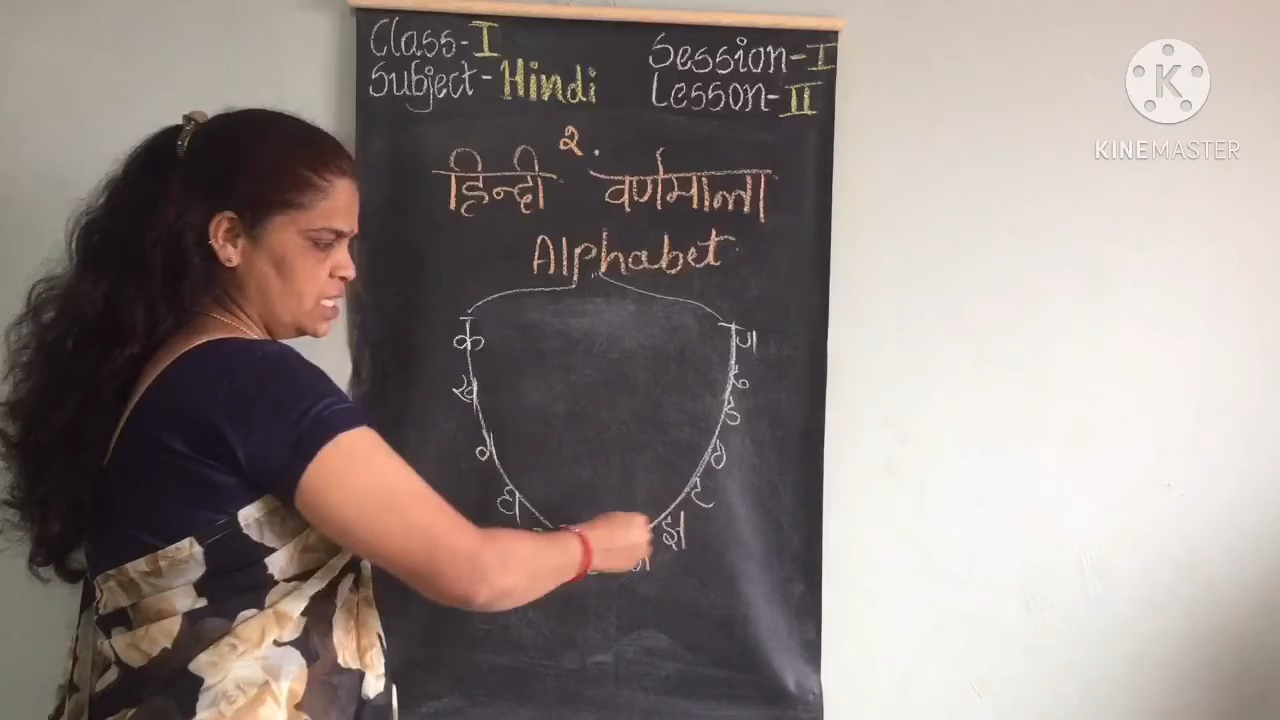 Class-I
Subject-Hindi
Session-I
Lesson-II
K
KINEMASTER
२.
हिन्दी वर्णमाला
Alphabet
क
ख
ग
घ
झ
ट
ठ
ड
ढ
ण